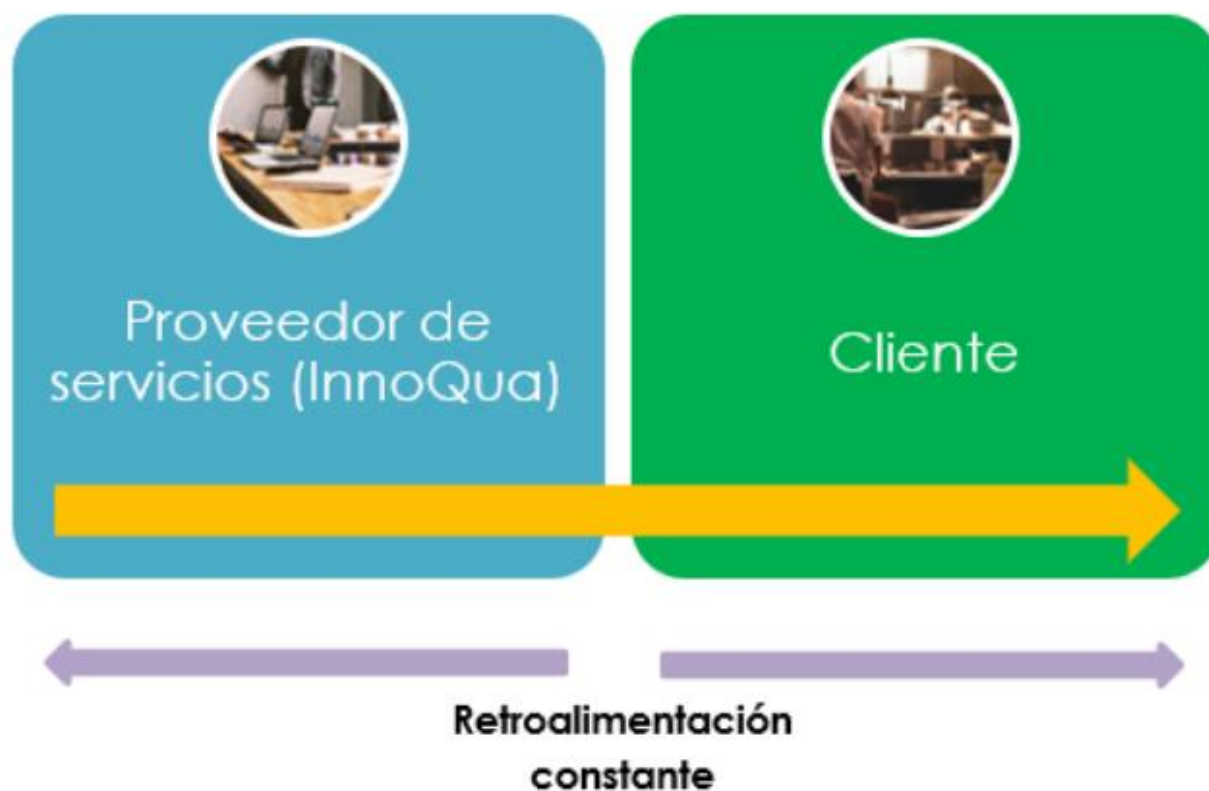 Proveedor de
servicios (InnoQua)
Cliente
Retroalimentación
constante